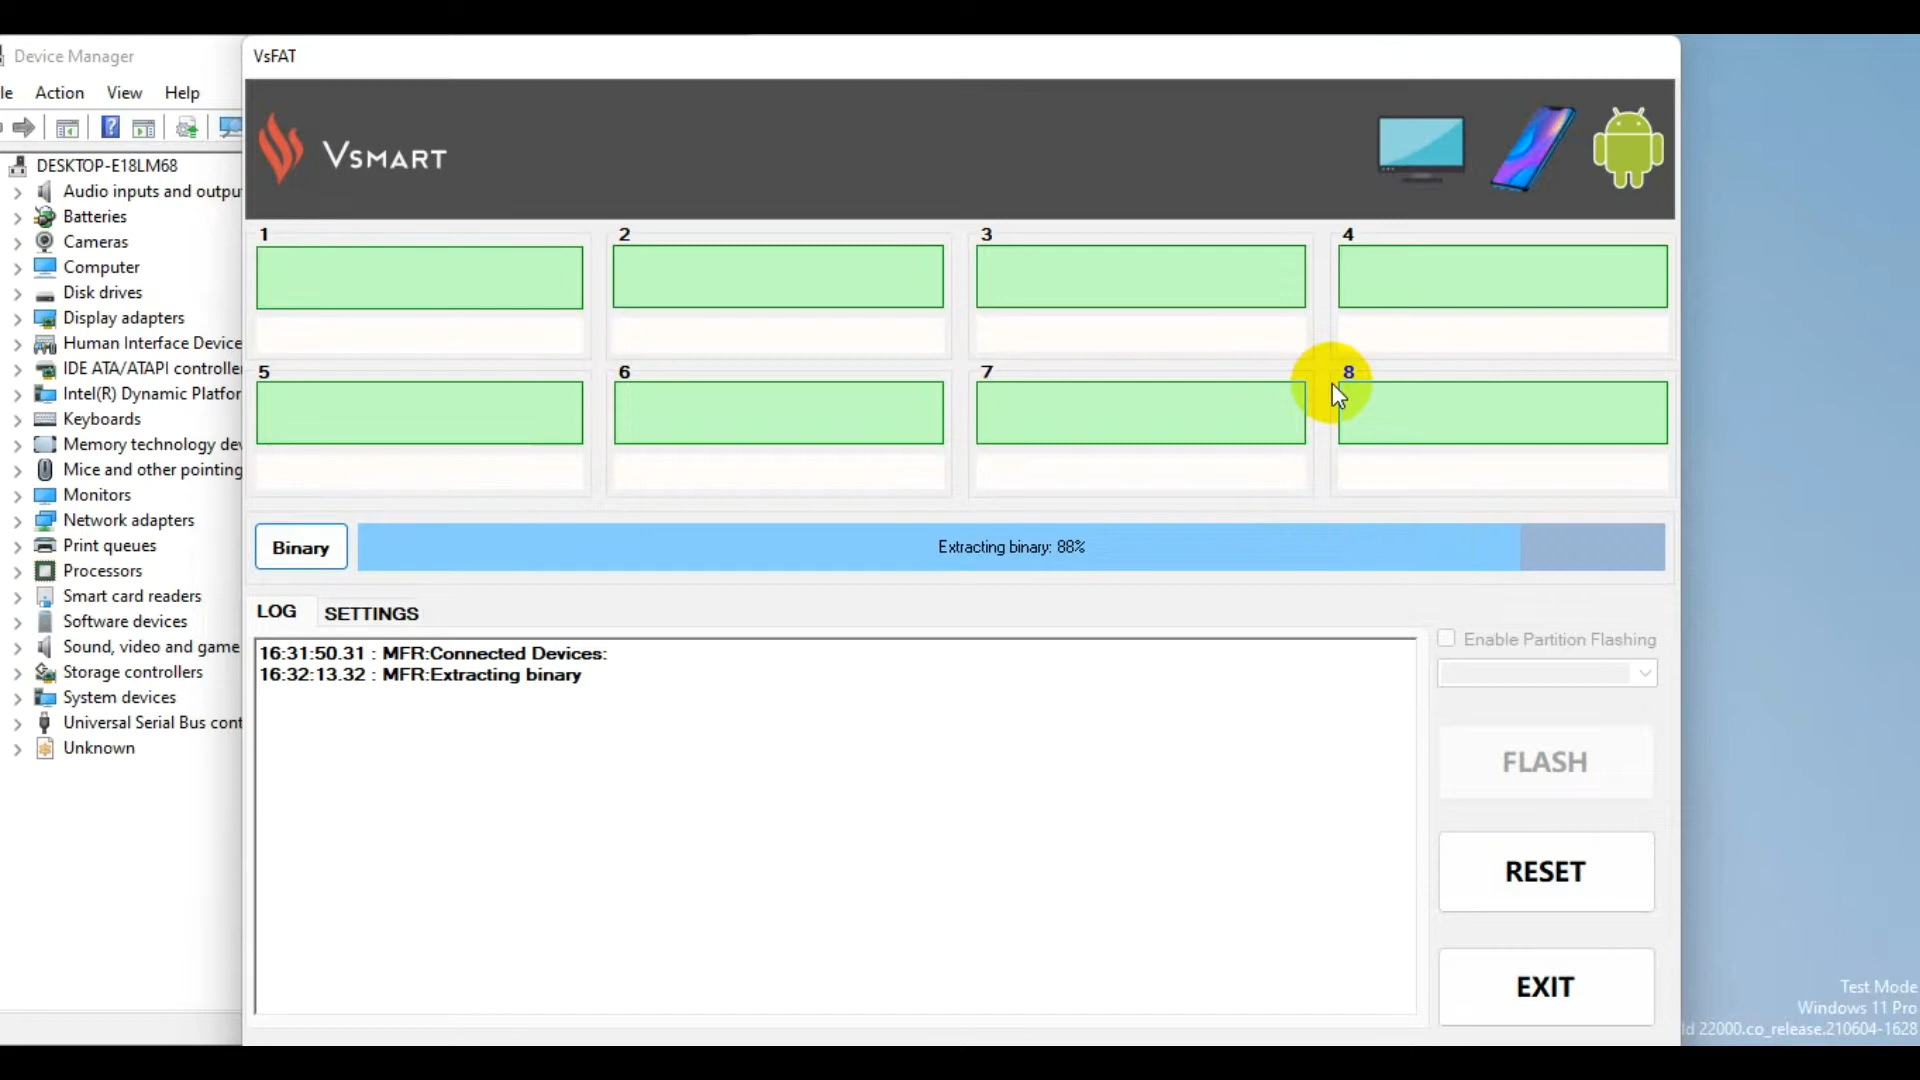 Device Manager
le Action View Help
DESKTOP-E18LM68
Audio inputs and outpu
Batteries
Cameras
Computer
Disk drives
Display adapters
Human Interface Device
IDE ATA/ATAPI controlle
Intel(R) Dynamic Platfor
Keyboards
Memory technology dev
Mice and other pointing
Monitors
Network adapters
Print queues
Processors
Smart card readers
Software devices
Sound, video and game
Storage controllers
System devices
Universal Serial Bus cont
Unknown
VsFAT
VSMART
1 2 3 4
5 6 7 8
Binary Extracting binary: 88%
LOG SETTINGS
16:31:50.31 : MFR:Connected Devices:
16:32:13.32 : MFR:Extracting binary
Enable Partition Flashing
FLASH
RESET
EXIT
Test Mode
Windows 11 Pro
ld 22000.co_release.210604-1628